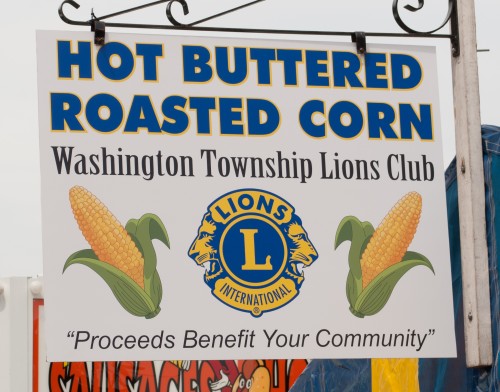 HOT BUTTERED
ROASTED CORN
Washington Township Lions Club
LIONS
L
INTERNATIONAL
®
"Proceeds Benefit Your Community"
SAUSAGES